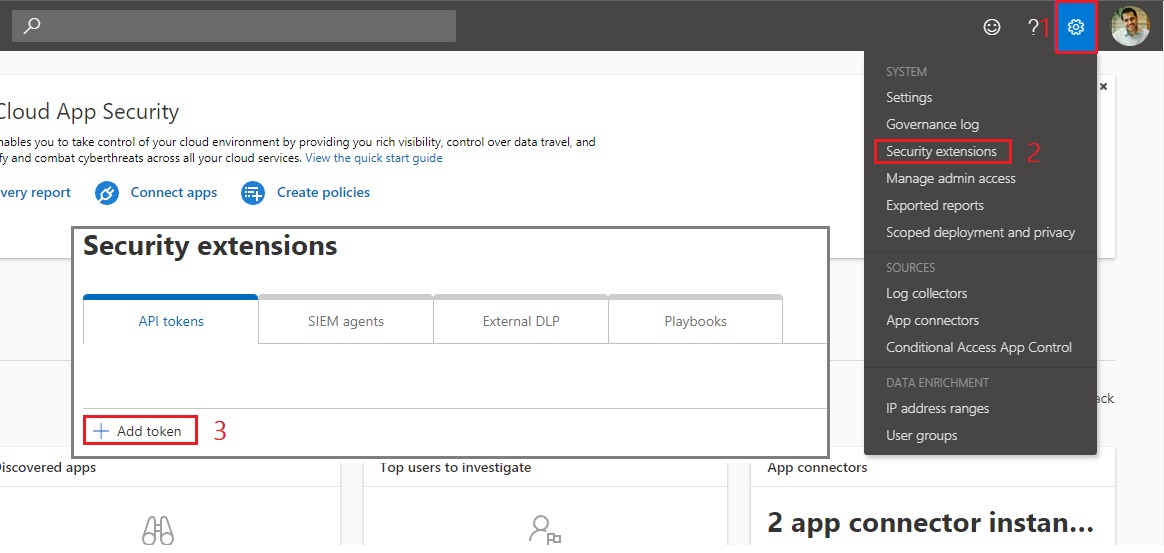 ? 1
SYSTEM
Settings
Governance log
Security extensions 2
Manage admin access
Exported reports
Scoped deployment and privacy
SOURCES
Log collectors
App connectors
Conditional Access App Control
DATA ENRICHMENT
IP address ranges
User groups
Cloud App Security
nables you to take control of your cloud environment by providing you rich visibility, control over data travel, and
fy and combat cyberthreats across all your cloud services. View the quick start guide
very report Connect apps Create policies
Security extensions
API tokens SIEM agents External DLP Playbooks
+ Add token 3
ack
Discovered apps Top users to investigate App connectors
2 app connector instan...